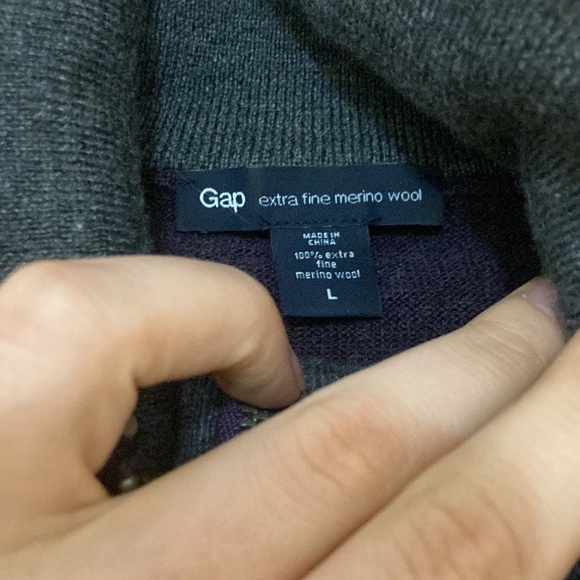 Gap extra fine merino wool
MADE IN
CHINA
100% extra
fine
merino wool
L